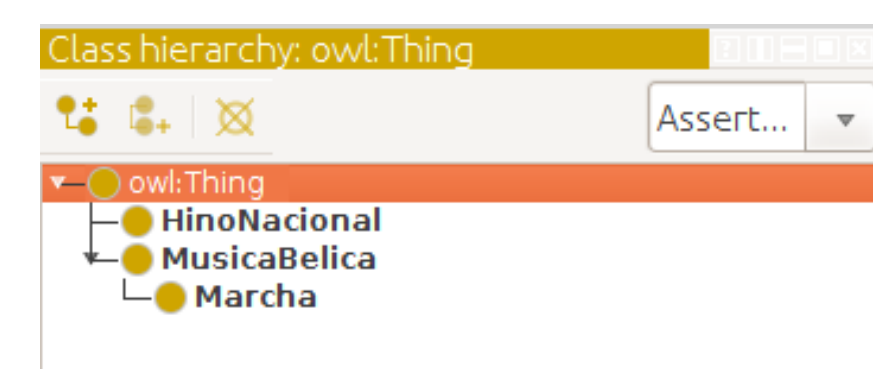 Class hierarchy: owl:Thing
Assert...
owl:Thing
HinoNacional
MusicaBelica
Marcha